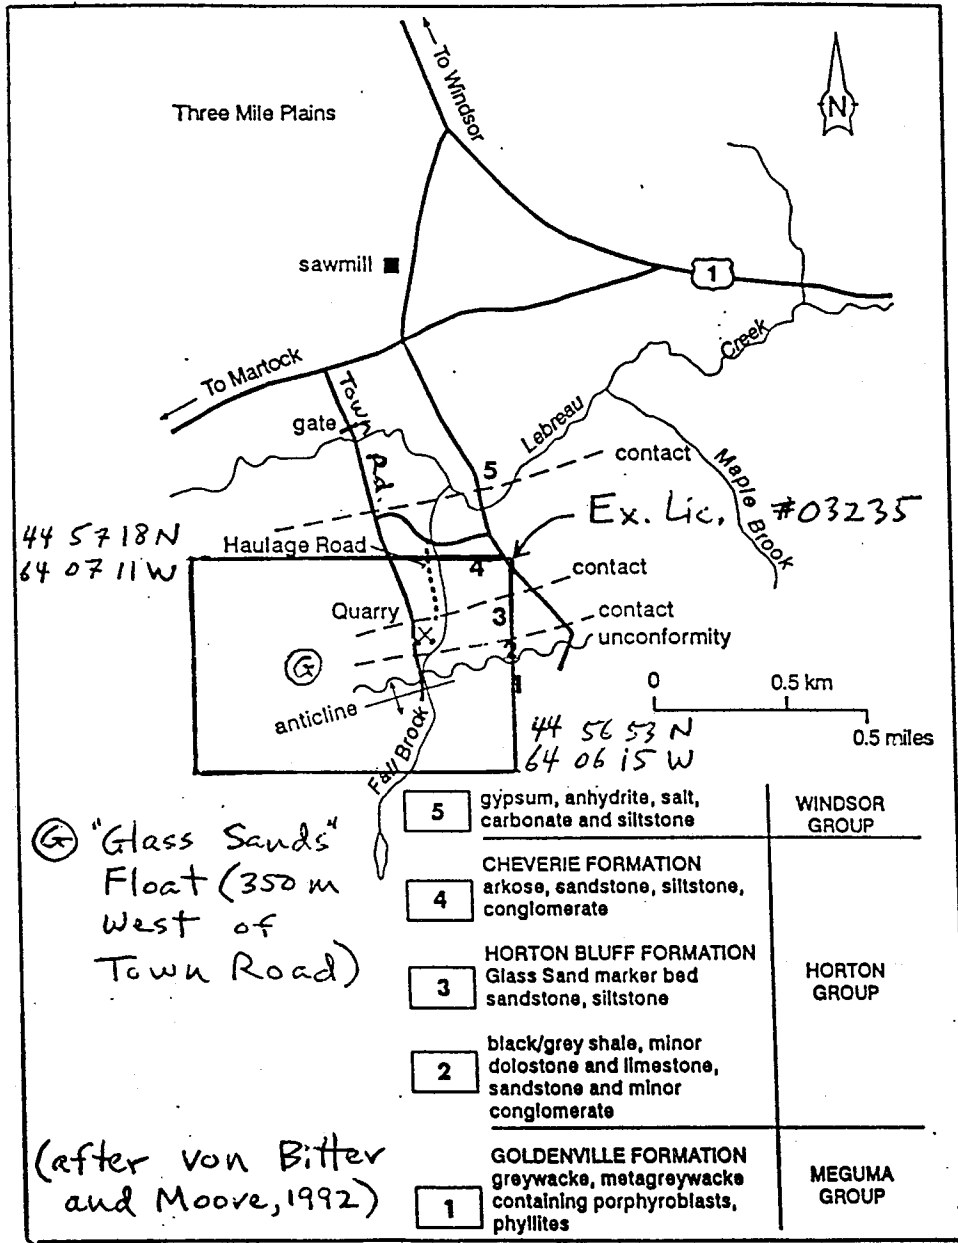 To Windsor
Three Mile Plains
N
sawmill
1
To Martock
Town Rd.
gate
Lebreau Creek
Maple Brook
5
contact
Ex. Lic. #03235
44 57 18 N
64 07 11 W
Haulage Road
4
contact
Quarry
3
contact
unconformity
2
G
1
anticline
Fall Brook
0 0.5 km
0.5 miles
44 56 53 N
64 06 15 W
G "Glass Sands"
Float (350 m
west of
Town Road)
5 gypsum, anhydrite, salt,
carbonate and siltstone
WINDSOR
GROUP
CHEVERIE FORMATION
4 arkose, sandstone, siltstone,
conglomerate
HORTON BLUFF FORMATION
3 Glass Sand marker bed
sandstone, siltstone
HORTON
GROUP
2 black/grey shale, minor
dolostone and limestone,
sandstone and minor
conglomerate
(after von Bitter
and Moore, 1992)
GOLDENVILLE FORMATION
1 greywacke, metagreywacke
containing porphyroblasts,
phyllites
MEGUMA
GROUP